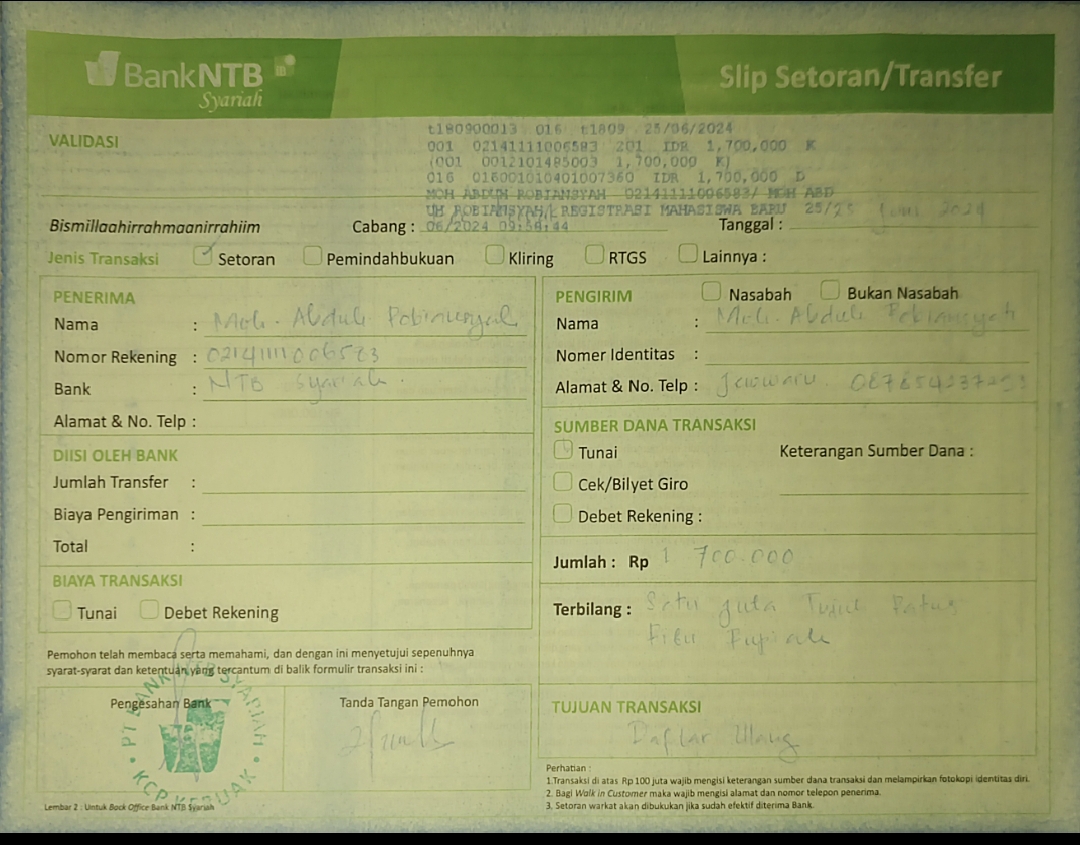 BankNTB
Syariah
Slip Setoran/Transfer
VALIDASI
t180900013 016 t1809 25/06/2024
001 02141111006583 201 IDR 1,700,000 K
(001 0012101485003 1,700,000 K)
016 016001010401007360 IDR 1,700,000 D
MOH ABDUH ROBIANSYAH 02141111006583/ MOH ABD
UH ROBIANSYAH/ REGISTRASI MAHASISWA BARU 25/
06/2024 09:58:44
Bismillaahirrahmaanirrahiim
Cabang :
Tanggal : 25 Juni 2024
Jenis Transaksi Setoran Pemindahbukuan Kliring RTGS Lainnya :
PENERIMA
Nama : Moh. Abduh Robiansyah
Nomor Rekening : 02141111006583
Bank : NTB Syariah
Alamat & No. Telp :
DIISI OLEH BANK
Jumlah Transfer :
Biaya Pengiriman :
Total :
BIAYA TRANSAKSI
Tunai Debet Rekening
Pemohon telah membaca serta memahami, dan dengan ini menyetujui sepenuhnya
syarat-syarat dan ketentuan yang tercantum di balik formulir transaksi ini :
Pengesahan Bank
Tanda Tangan Pemohon
PT BANK NTB SYARIAH
KCP KERUAK
Lembar 2 : Untuk Back Office Bank NTB Syariah
PENGIRIM Nasabah Bukan Nasabah
Nama : Moh. Abduh Robiansyah
Nomer Identitas :
Alamat & No. Telp :
SUMBER DANA TRANSAKSI
Tunai
Keterangan Sumber Dana :
Cek/Bilyet Giro
Debet Rekening :
Jumlah : Rp 1 700.000
Terbilang : Satu juta Tujuh Ratus
Ribu Rupiah
TUJUAN TRANSAKSI
Daftar Ulang
Perhatian :
1.Transaksi di atas Rp 100 juta wajib mengisi keterangan sumber dana transaksi dan melampirkan fotokopi identitas diri.
2. Bagi Walk in Customer maka wajib mengisi alamat dan nomor telepon penerima.
3. Setoran warkat akan dibukukan jika sudah efektif diterima Bank.